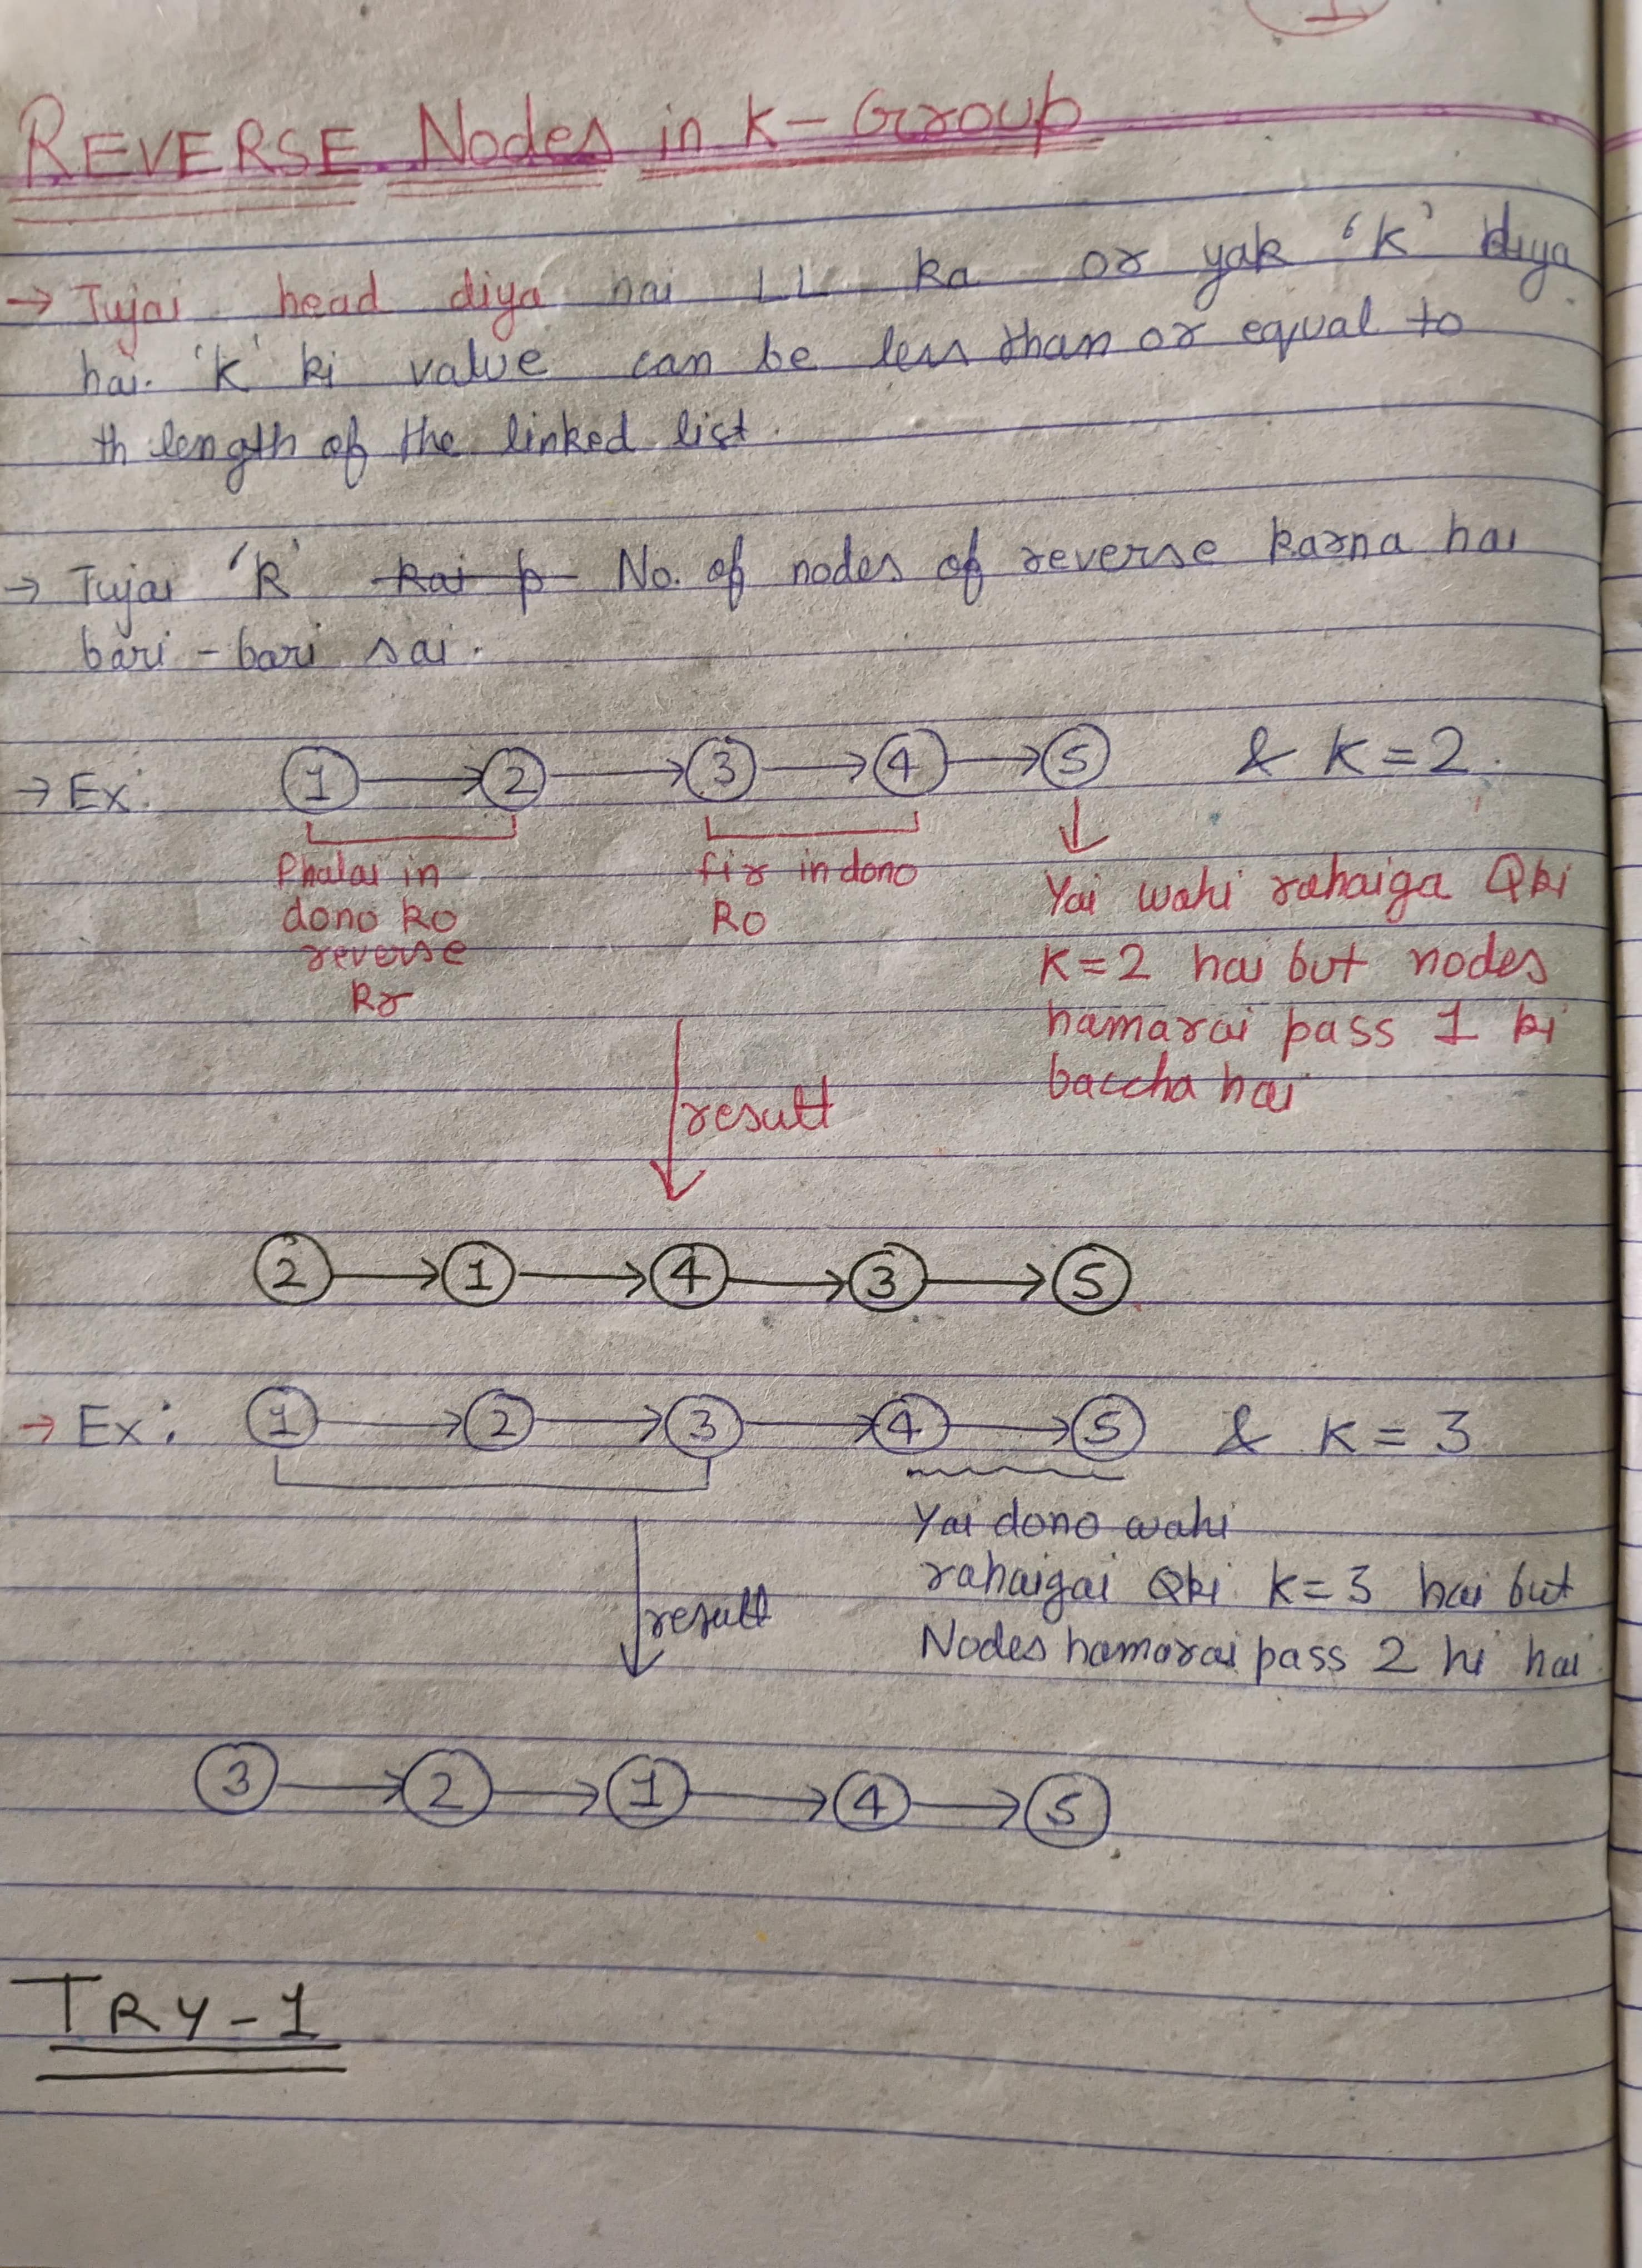 1
REVERSE Nodes in K-Group
→ Tujai head diya hai LL ka or yak 'K' diya
hai. 'K' ki value can be less than or equal to
th length of the linked list.
→ Tujai 'K' kai p No. of nodes of reverse karna hai
bari-bari sai.
→ Ex: 1 → 2 → 3 → 4 → 5 & K=2.
Phalai in
dono ko
reverse
kr
fir in dono
ko
Yai wahi rahaiga Qki
K=2 hai but nodes
hamarai pass 1 ki
baccha hai
result
2 → 1 → 4 → 3 → 5
→ Ex: 1 → 2 → 3 → 4 → 5 & K = 3
Yai dono wahi
rahaigai Qki K=3 hai but
Nodes hamarai pass 2 hi hai
result
3 → 2 → 1 → 4 → 5
TRY-1